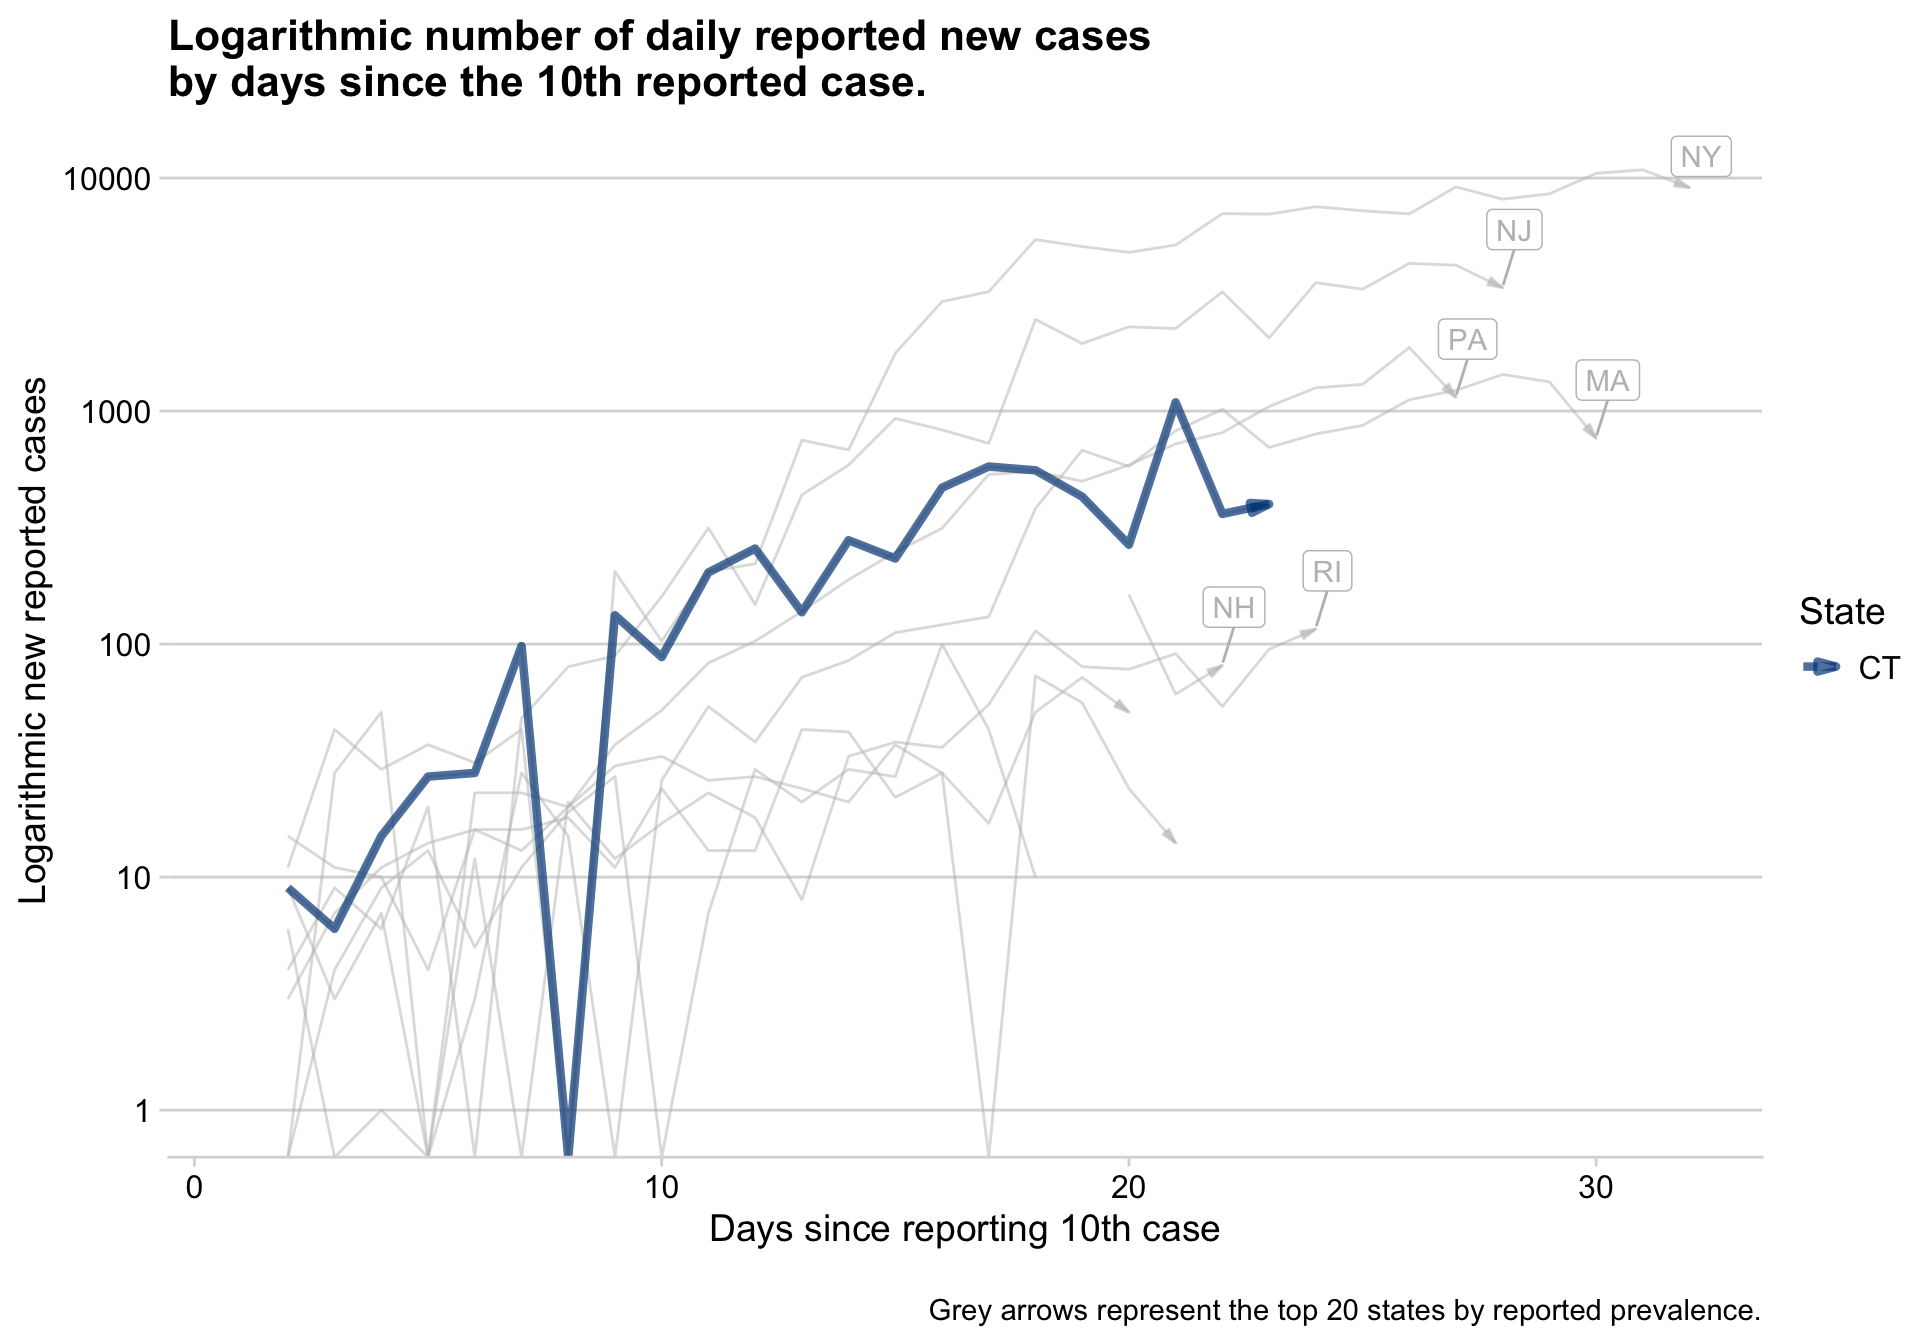 Logarithmic number of daily reported new cases
by days since the 10th reported case.
10000
1000
100
10
1
Logarithmic new reported cases
NY
NJ
PA
MA
RI
NH
State
CT
0
10
20
30
Days since reporting 10th case
Grey arrows represent the top 20 states by reported prevalence.